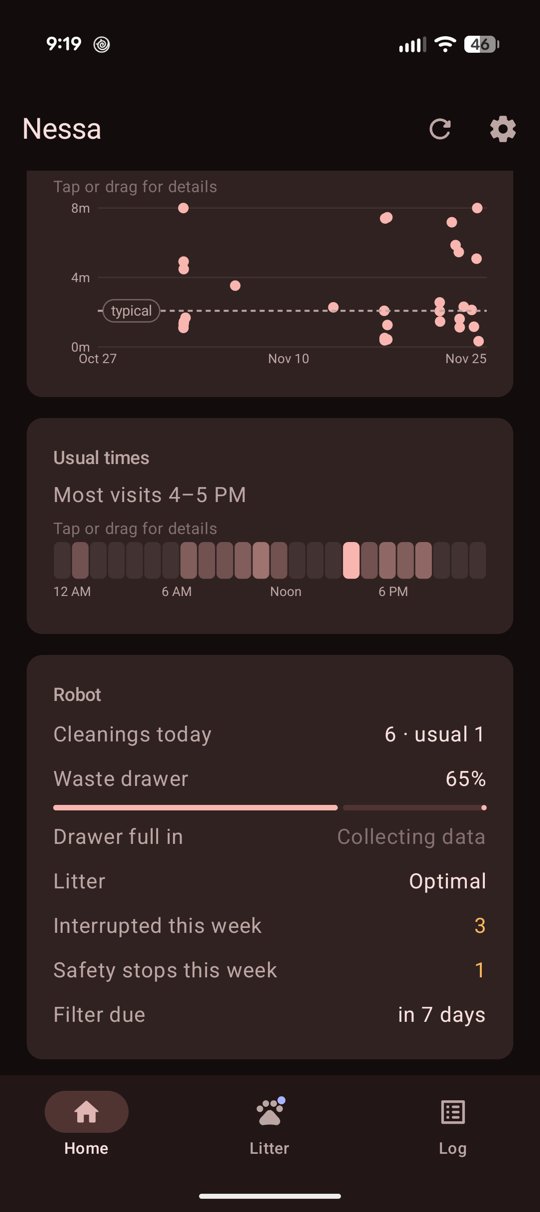 9:19
46
Nessa
Tap or drag for details
8m
4m
typical
0m
Oct 27 Nov 10 Nov 25
Usual times
Most visits 4–5 PM
Tap or drag for details
12 AM 6 AM Noon 6 PM
Robot
Cleanings today 6 · usual 1
Waste drawer 65%
Drawer full in Collecting data
Litter Optimal
Interrupted this week 3
Safety stops this week 1
Filter due in 7 days
Home Litter Log